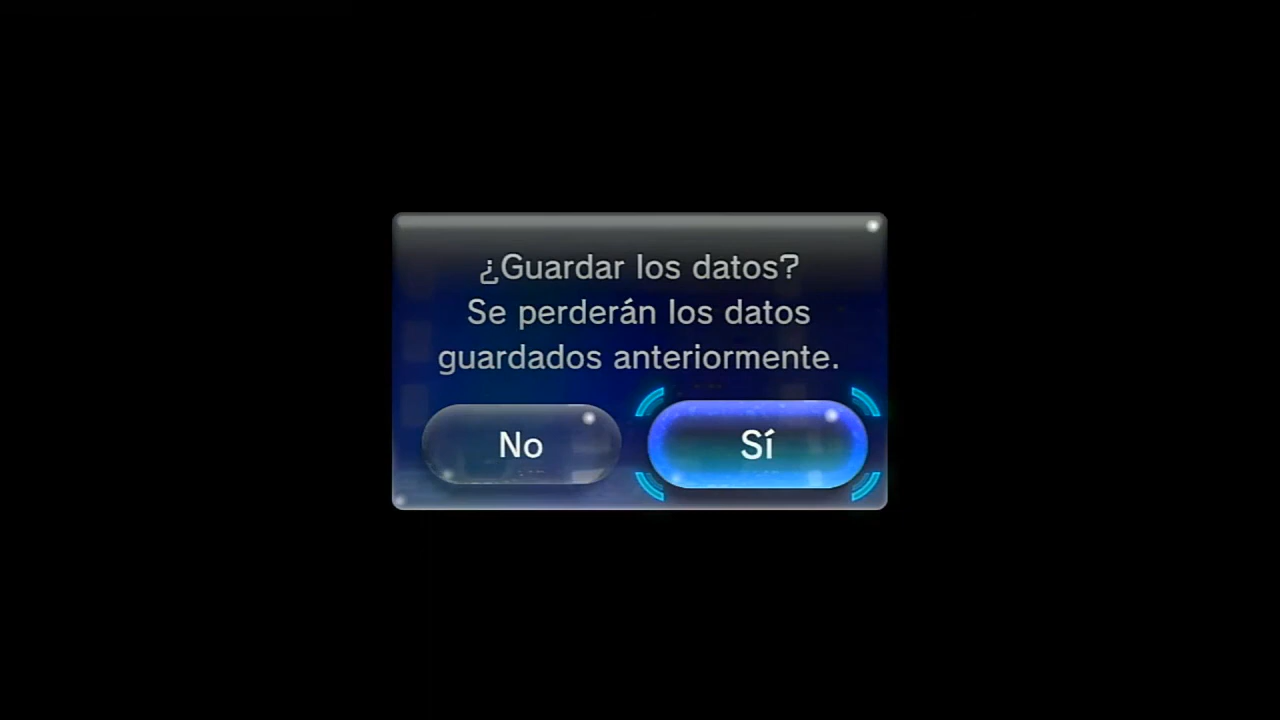 ¿Guardar los datos?
Se perderán los datos
guardados anteriormente.
No
Sí